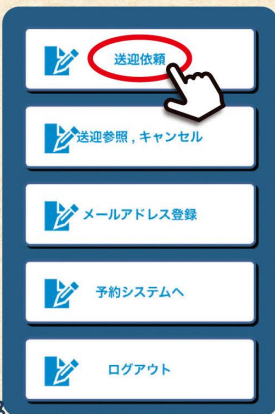 送迎依頼
送迎参照 , キャンセル
メールアドレス登録
予約システムへ
ログアウト